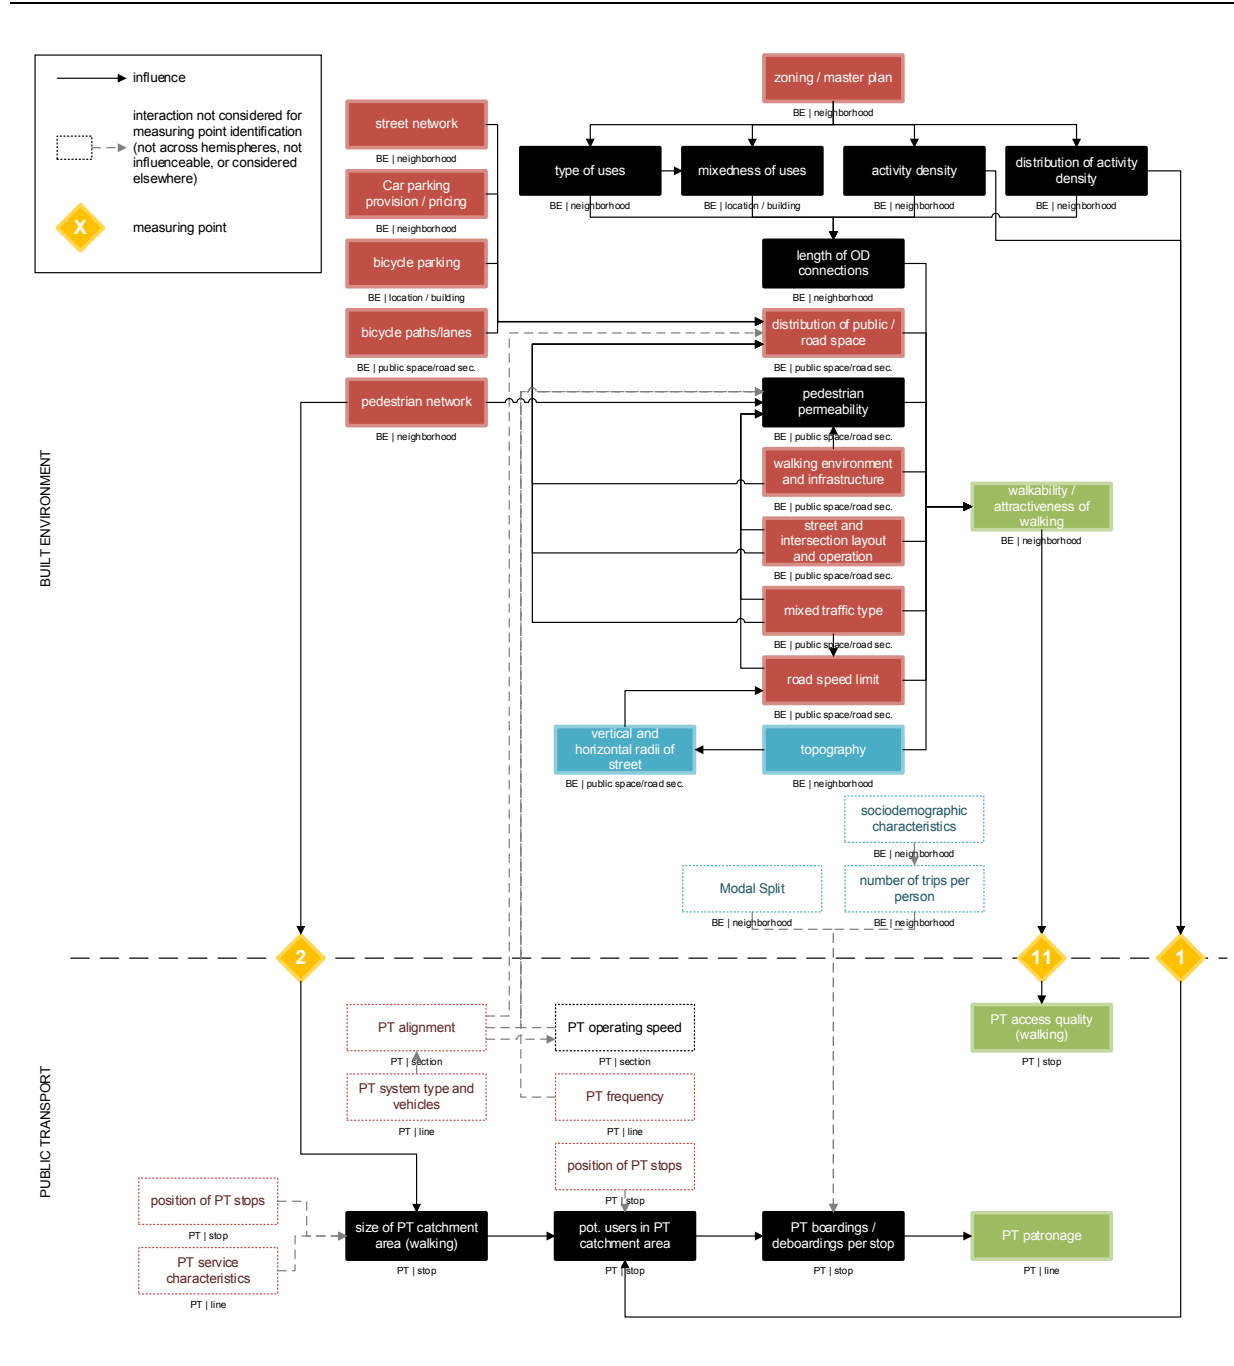 influence
interaction not considered for
measuring point identification
(not across hemispheres, not
influenceable, or considered
elsewhere)
X
measuring point
zoning / master plan
BE | neighborhood
street network
BE | neighborhood
Car parking
provision / pricing
BE | neighborhood
bicycle parking
BE | location / building
bicycle paths/lanes
BE | public space/road sec.
pedestrian network
BE | neighborhood
type of uses
BE | neighborhood
mixedness of uses
BE | location / building
activity density
BE | neighborhood
distribution of activity
density
BE | neighborhood
length of OD
connections
BE | neighborhood
distribution of public /
road space
BE | public space/road sec.
pedestrian
permeability
BE | public space/road sec.
walking environment
and infrastructure
BE | public space/road sec.
street and
intersection layout
and operation
BE | public space/road sec.
mixed traffic type
BE | public space/road sec.
road speed limit
BE | public space/road sec.
vertical and
horizontal radii of
street
BE | public space/road sec.
topography
BE | neighborhood
walkability /
attractiveness of
walking
BE | neighborhood
BUILT ENVIRONMENT
sociodemographic
characteristics
BE | neighborhood
Modal Split
BE | neighborhood
number of trips per
person
BE | neighborhood
2
11
1
PT alignment
PT | section
PT operating speed
PT | section
PT access quality
(walking)
PT | stop
PT system type and
vehicles
PT | line
PT frequency
PT | line
PUBLIC TRANSPORT
position of PT stops
PT | stop
position of PT stops
PT | stop
PT service
characteristics
PT | line
size of PT catchment
area (walking)
PT | stop
pot. users in PT
catchment area
PT | stop
PT boardings /
deboardings per stop
PT | stop
PT patronage
PT | line